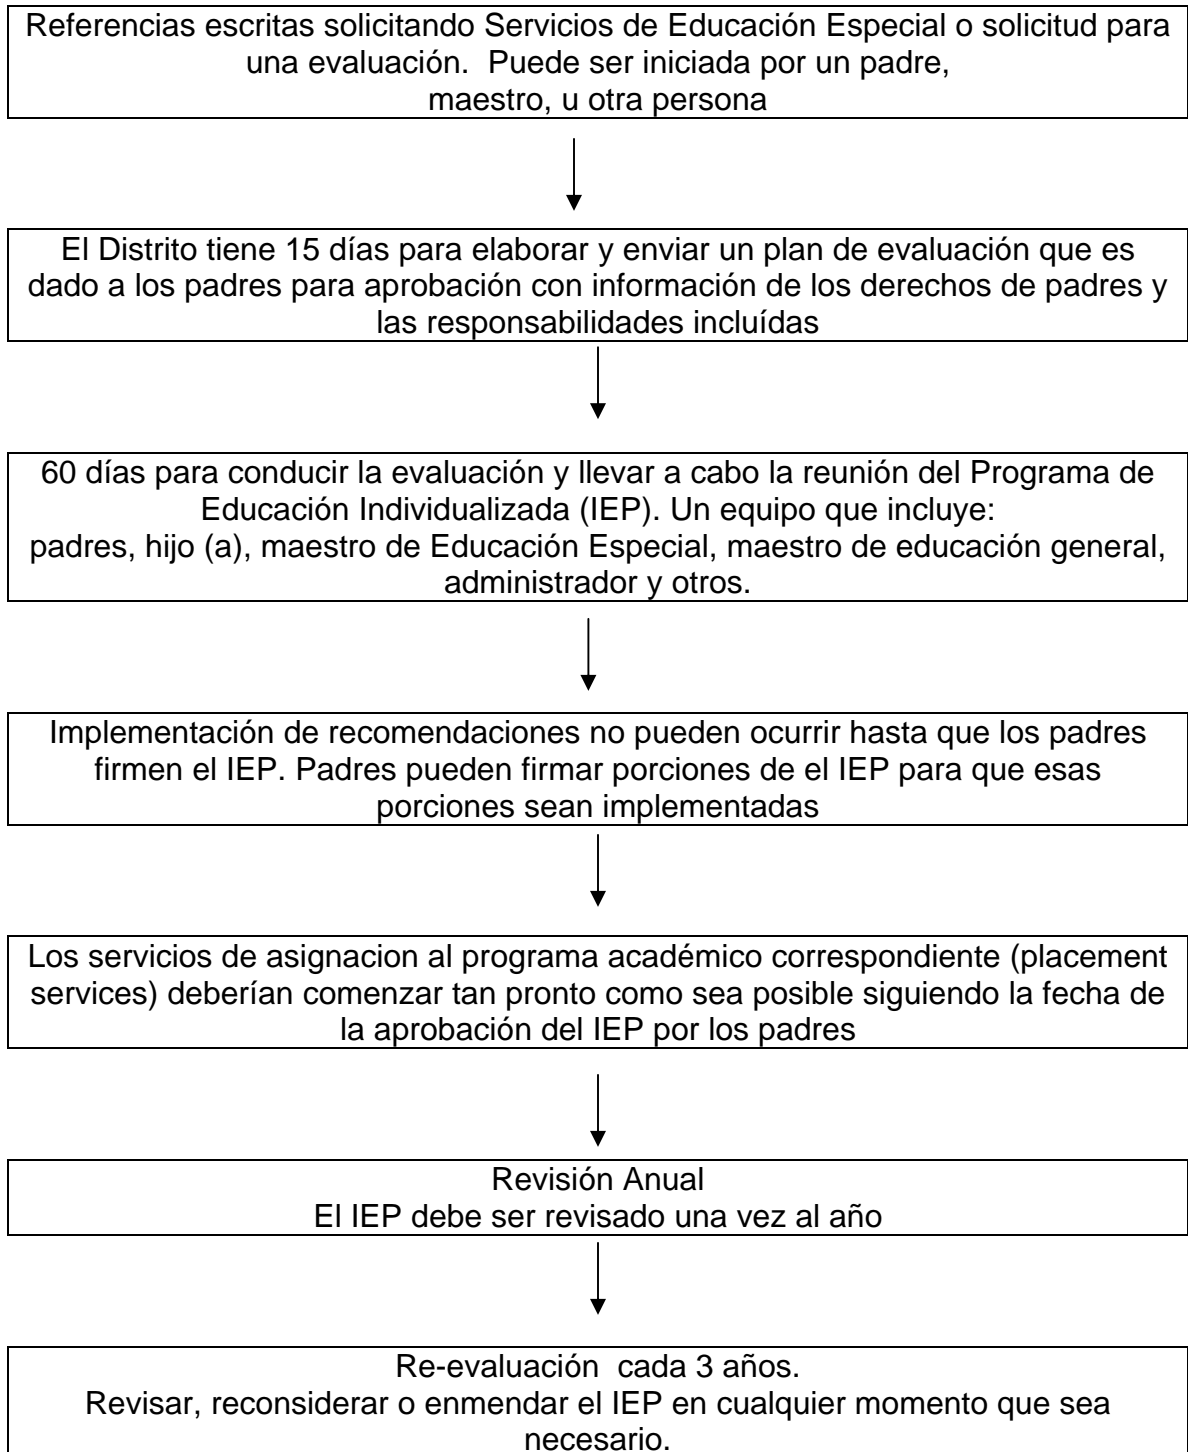 Referencias escritas solicitando Servicios de Educación Especial o solicitud para
una evaluación.  Puede ser iniciada por un padre,
maestro, u otra persona
El Distrito tiene 15 días para elaborar y enviar un plan de evaluación que es
dado a los padres para aprobación con información de los derechos de padres y
las responsabilidades incluídas
60 días para conducir la evaluación y llevar a cabo la reunión del Programa de
Educación Individualizada (IEP). Un equipo que incluye:
padres, hijo (a), maestro de Educación Especial, maestro de educación general,
administrador y otros.
Implementación de recomendaciones no pueden ocurrir hasta que los padres
firmen el IEP. Padres pueden firmar porciones de el IEP para que esas
porciones sean implementadas
Los servicios de asignacion al programa académico correspondiente (placement
services) deberían comenzar tan pronto como sea posible siguiendo la fecha de
la aprobación del IEP por los padres
Revisión Anual
El IEP debe ser revisado una vez al año
Re-evaluación  cada 3 años.
Revisar, reconsiderar o enmendar el IEP en cualquier momento que sea
necesario.